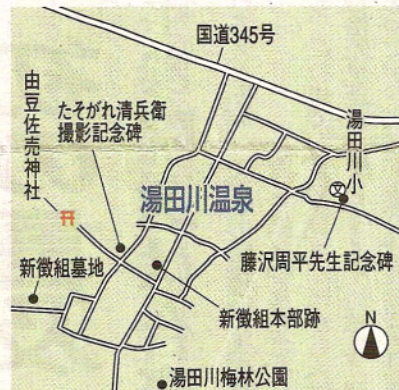 国道345号
由豆佐売神社
たそがれ清兵衛
撮影記念碑
湯田川小
文
湯田川温泉
藤沢周平先生記念碑
新徴組墓地
新徴組本部跡
N
湯田川梅林公園